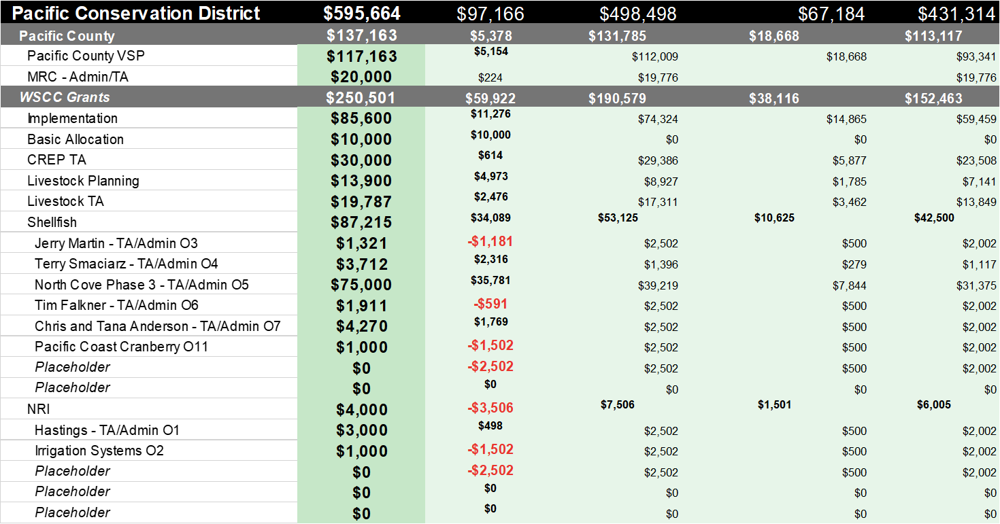 Pacific Conservation District $595,664 $97,166 $498,498 $67,184 $431,314
Pacific County $137,163 $5,378 $131,785 $18,668 $113,117
Pacific County VSP $117,163 $5,154 $112,009 $18,668 $93,341
MRC - Admin/TA $20,000 $224 $19,776 $19,776
WSCC Grants $250,501 $59,922 $190,579 $38,116 $152,463
Implementation $85,600 $11,276 $74,324 $14,865 $59,459
Basic Allocation $10,000 $10,000 $0 $0 $0
CREP TA $30,000 $614 $29,386 $5,877 $23,508
Livestock Planning $13,900 $4,973 $8,927 $1,785 $7,141
Livestock TA $19,787 $2,476 $17,311 $3,462 $13,849
Shellfish $87,215 $34,089 $53,125 $10,625 $42,500
Jerry Martin - TA/Admin O3 $1,321 -$1,181 $2,502 $500 $2,002
Terry Smaciarz - TA/Admin O4 $3,712 $2,316 $1,396 $279 $1,117
North Cove Phase 3 - TA/Admin O5 $75,000 $35,781 $39,219 $7,844 $31,375
Tim Falkner - TA/Admin O6 $1,911 -$591 $2,502 $500 $2,002
Chris and Tana Anderson - TA/Admin O7 $4,270 $1,769 $2,502 $500 $2,002
Pacific Coast Cranberry O11 $1,000 -$1,502 $2,502 $500 $2,002
Placeholder $0 -$2,502 $2,502 $500 $2,002
Placeholder $0 $0 $0 $0 $0
NRI $4,000 -$3,506 $7,506 $1,501 $6,005
Hastings - TA/Admin O1 $3,000 $498 $2,502 $500 $2,002
Irrigation Systems O2 $1,000 -$1,502 $2,502 $500 $2,002
Placeholder $0 -$2,502 $2,502 $500 $2,002
Placeholder $0 $0 $0 $0 $0
Placeholder $0 $0 $0 $0 $0